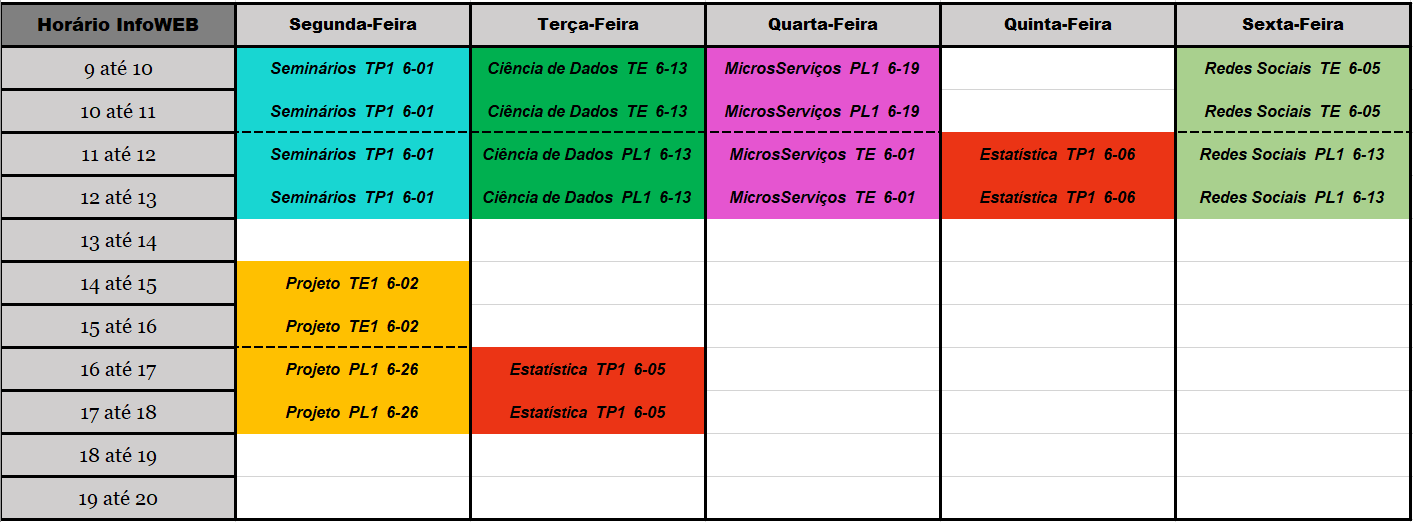 Horário InfoWEB Segunda-Feira Terça-Feira Quarta-Feira Quinta-Feira Sexta-Feira
9 até 10 Seminários TP1 6-01 Ciência de Dados TE 6-13 MicrosServiços PL1 6-19 Redes Sociais TE 6-05
10 até 11 Seminários TP1 6-01 Ciência de Dados TE 6-13 MicrosServiços PL1 6-19 Redes Sociais TE 6-05
11 até 12 Seminários TP1 6-01 Ciência de Dados PL1 6-13 MicrosServiços TE 6-01 Estatística TP1 6-06 Redes Sociais PL1 6-13
12 até 13 Seminários TP1 6-01 Ciência de Dados PL1 6-13 MicrosServiços TE 6-01 Estatística TP1 6-06 Redes Sociais PL1 6-13
13 até 14
14 até 15 Projeto TE1 6-02
15 até 16 Projeto TE1 6-02
16 até 17 Projeto PL1 6-26 Estatística TP1 6-05
17 até 18 Projeto PL1 6-26 Estatística TP1 6-05
18 até 19
19 até 20